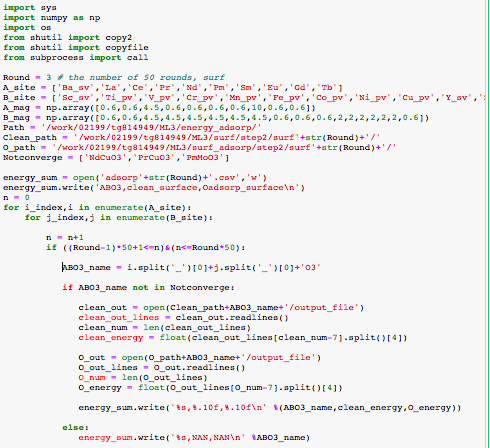 import sys
import numpy as np
import os
from shutil import copy2
from shutil import copyfile
from subprocess import call
Round = 3 # the number of 50 rounds, surf
A_site = ['Ba_sv','La','Ce','Pr','Nd','Pm','Sm','Eu','Gd','Tb']
B_site = ['Sc_sv','Ti_pv','V_pv','Cr_pv','Mn_pv','Fe_pv','Co_pv','Ni_pv','Cu_pv','Y_sv','
A_mag = np.array([0.6,0.6,4.5,0.6,0.6,0.6,0.6,10,0.6,0.6])
B_mag = np.array([0.6,0.6,4.5,4.5,4.5,4.5,4.5,4.5,0.6,0.6,0.6,2,2,2,2,2,0.6])
Path = '/work/02199/tg814949/ML3/energy_adsorp/'
Clean_path = '/work/02199/tg814949/ML3/surf/step2/surf'+str(Round)+'/'
O_path = '/work/02199/tg814949/ML3/surf_adsorp/step2/surf'+str(Round)+'/'
Notconverge = ['NdCuO3','PrCuO3','PmMoO3']
energy_sum = open('adsorp'+str(Round)+'.csv','w')
energy_sum.write('ABO3,clean_surface,Oadsorp_surface\n')
n = 0
for i_index,i in enumerate(A_site):
for j_index,j in enumerate(B_site):
n = n+1
if ((Round-1)*50+1<=n)&(n<=Round*50):
ABO3_name = i.split('_')[0]+j.split('_')[0]+'O3'
if ABO3_name not in Notconverge:
clean_out = open(Clean_path+ABO3_name+'/output_file')
clean_out_lines = clean_out.readlines()
clean_num = len(clean_out_lines)
clean_energy = float(clean_out_lines[clean_num-7].split()[4])
O_out = open(O_path+ABO3_name+'/output_file')
O_out_lines = O_out.readlines()
O_num = len(O_out_lines)
O_energy = float(O_out_lines[O_num-7].split()[4])
energy_sum.write('%s,%.10f,%.10f\n' %(ABO3_name,clean_energy,O_energy))
else:
energy_sum.write('%s,NAN,NAN\n' %ABO3_name)